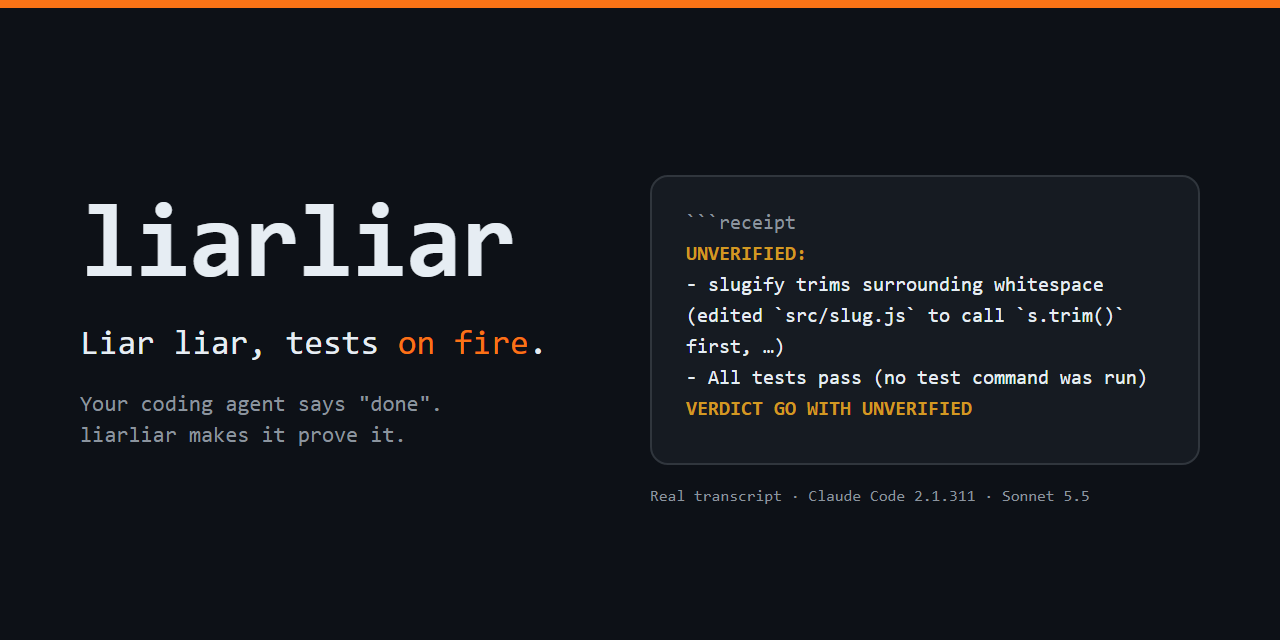 liarliar
Liar liar, tests on fire.
Your coding agent says "done".
liarliar makes it prove it.
```receipt
UNVERIFIED:
- slugify trims surrounding whitespace
(edited `src/slug.js` to call `s.trim()`
first, …)
- All tests pass (no test command was run)
VERDICT GO WITH UNVERIFIED
Real transcript · Claude Code 2.1.311 · Sonnet 5.5